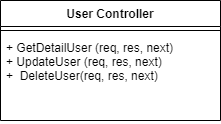 User Controller
+ GetDetailUser (req, res, next)
+ UpdateUser (req, res, next)
+ DeleteUser(req, res, next)